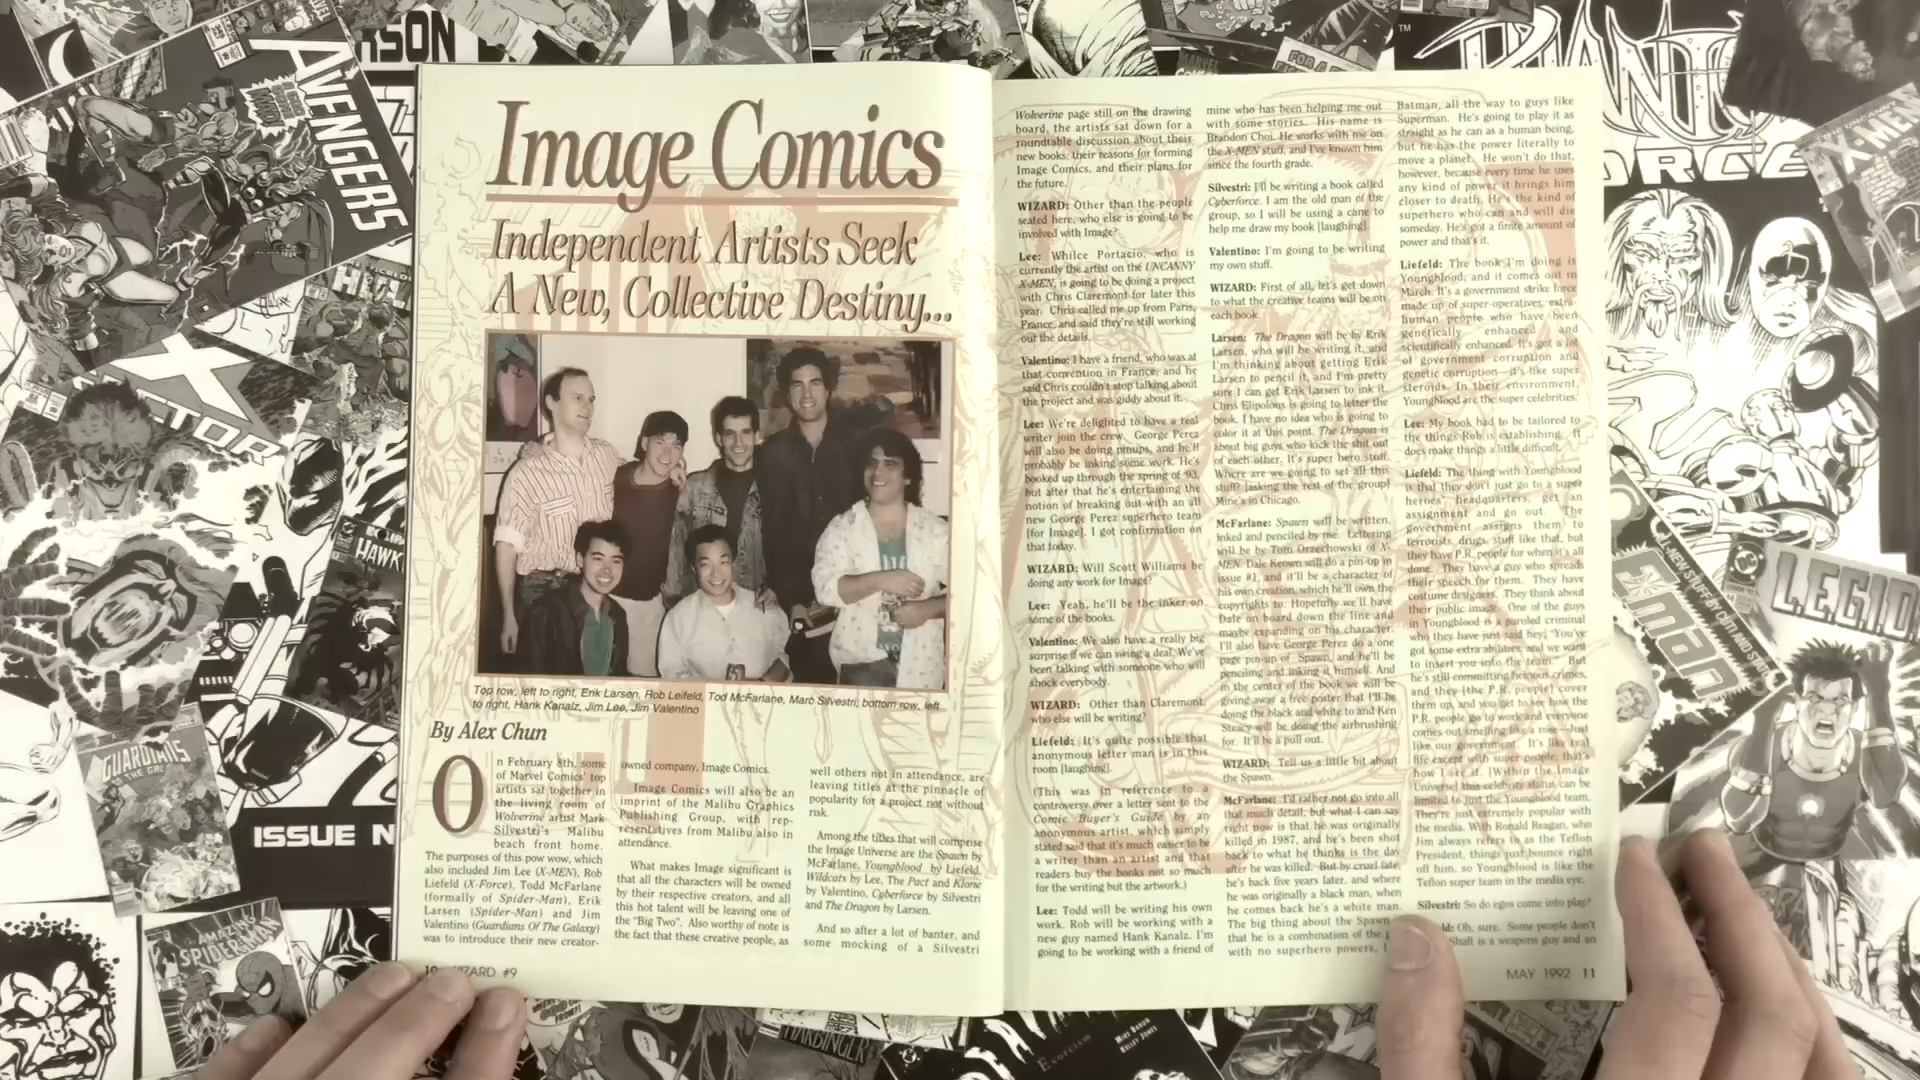 Image Comics
Independent Artists Seek
A New, Collective Destiny...
Top row, left to right, Erik Larsen, Rob Leifeld, Tod McFarlane, Marc Silvestri; bottom row, left
to right, Hank Kanalz, Jim Lee, Jim Valentino
By Alex Chun
On February 8th, some
of Marvel Comics' top
artists sat together in
the living room of
Wolverine artist Mark
Silvestri's Malibu
beach front home.
The purposes of this pow wow, which
also included Jim Lee (X-MEN), Rob
Liefeld (X-Force), Todd McFarlane
(formally of Spider-Man), Erik
Larsen (Spider-Man) and Jim
Valentino (Guardians Of The Galaxy)
was to introduce their new creator-
owned company, Image Comics.
Image Comics will also be an
imprint of the Malibu Graphics
Publishing Group, with rep-
resentatives from Malibu also in
attendance.
What makes Image significant is
that all the characters will be owned
by their respective creators, and all
this hot talent will be leaving one of
the "Big Two". Also worthy of note is
the fact that these creative people, as
well others not in attendance, are
leaving titles at the pinnacle of
popularity for a project not without
risk.
Among the titles that will comprise
the Image Universe are the Spawn by
McFarlane, Youngblood by Liefeld,
Wildcats by Lee, The Pact and Klone
by Valentino, Cyberforce by Silvestri
and The Dragon by Larsen.
And so after a lot of banter, and
some mocking of a Silvestri
10 WIZARD #9
Wolverine page still on the drawing
board, the artists sat down for a
roundtable discussion about their
new books, their reasons for forming
Image Comics, and their plans for
the future.
WIZARD: Other than the people
seated here, who else is going to be
involved with Image?
Lee: Whilce Portacio, who is
currently the artist on the UNCANNY
X-MEN, is going to be doing a project
with Chris Claremont for later this
year. Chris called me up from Paris,
France, and said they're still working
out the details.
Valentino: I have a friend, who was at
that convention in France, and he
said Chris couldn't stop talking about
the project and was giddy about it.
Lee: We're delighted to have a real
writer join the crew. George Perez
will also be doing pinups, and he'll
probably be inking some work. He's
booked up through the spring of '93,
but after that he's entertaining the
notion of breaking out with an all
new George Perez superhero team
[for Image]. I got confirmation on
that today.
WIZARD: Will Scott Williams be
doing any work for Image?
Lee: Yeah, he'll be the inker on
some of the books.
Valentino: We also have a really big
surprise if we can swing a deal. We've
been talking with someone who will
shock everybody.
WIZARD: Other than Claremont,
who else will be writing?
Liefeld: It's quite possible that
anonymous letter man is in this
room [laughing].
(This was in reference to a
controversy over a letter sent to the
Comic Buyer's Guide by an
anonymous artist, which simply
stated said that it's much easier to be
a writer than an artist and that
readers buy the books not so much
for the writing but the artwork.)
Lee: Todd will be writing his own
work. Rob will be working with a
new guy named Hank Kanalz. I'm
going to be working with a friend of
mine who has been helping me out
with some stories. His name is
Brandon Choi. He works with me on
the X-MEN stuff, and I've known him
since the fourth grade.
Silvestri: I'll be writing a book called
Cyberforce. I am the old man of the
group, so I will be using a cane to
help me draw my book [laughing].
Valentino: I'm going to be writing
my own stuff.
WIZARD: First of all, let's get down
to what the creative teams will be on
each book.
Larsen: The Dragon will be by Erik
Larsen, who will be writing it, and
I'm thinking about getting Erik
Larsen to pencil it, and I'm pretty
sure I can get Erik Larsen to ink it.
Chris Eliopolous is going to letter the
book. I have no idea who is going to
color it at this point. The Dragon is
about big guys who kick the shit out
of each other. It's super hero stuff.
Where are we going to set all this
stuff? [asking the rest of the group]
Mine's in Chicago.
McFarlane: Spawn will be written,
inked and penciled by me. Lettering
will be by Tom Orzechowski of X-
MEN. Dale Keown will do a pin-up in
issue #1, and it'll be a character of
his own creation, which he'll own the
copyrights to. Hopefully we'll have
Dale on board down the line and
maybe expanding on his character.
I'll also have George Perez do a one
page pin-up of Spawn, and he'll be
penciling and inking it himself. And
in the center of the book we will be
giving away a free poster that I'll be
doing the black and white to and Ken
Steacy will be doing the airbrushing
for. It'll be a pull out.
WIZARD: Tell us a little bit about
the Spawn.
McFarlane: I'd rather not go into all
that much detail, but what I can say
right now is that he was originally
killed in 1987, and he's been shot
back to what he thinks is the day
after he was killed. But by cruel fate,
he's back five years later, and where
he was originally a black man, when
he comes back he's a white man.
The big thing about the Spawn
that he is a combination of the
with no superhero powers, l
Batman, all the way to guys like
Superman. He's going to play it as
straight as he can as a human being,
but he has the power literally to
move a planet. He won't do that,
however, because every time he uses
any kind of power it brings him
closer to death. He's the kind of
superhero who can and will die
someday. He's got a finite amount of
power and that's it.
Liefeld: The book I'm doing is
Youngblood, and it comes out in
March. It's a government strike force
made up of super-operatives, extra-
human people who have been
genetically enhanced and
scientifically enhanced. It's got a lot
of government corruption and
genetic corruption—it's like super
steroids. In their environment,
Youngblood are the super celebrities.
Lee: My book had to be tailored to
the things Rob is establishing. It
does make things a little difficult.
Liefeld: The thing with Youngblood
is that they don't just go to a super
heroes' headquarters, get an
assignment and go out. The
government assigns them to
terrorists, drugs, stuff like that, but
they have P.R. people for when it's all
done. They have a guy who spreads
their speech for them. They have
costume designers. They think about
their public image. One of the guys
in Youngblood is a paroled criminal
who they have just said, hey, "You've
got some extra abilities, and we want
to insert you into the team." But
he's still committing heinous crimes,
and they [the P.R. people] cover
them up, and you get to see how the
P.R. people go to work and everyone
comes out smelling like a rose—just
like our government. It's like real
life except with super people, that's
how I see it. [Within the Image
Universe] this celebrity status can be
limited to just the Youngblood team.
They're just extremely popular with
the media. With Ronald Reagan, who
Jim always refers to as the Teflon
President, things just bounce right
off him, so Youngblood is like the
Teflon super team in the media eye.
Silvestri: So do egos come into play?
ld: Oh, sure. Some people don't
Shaft is a weapons guy and an
MAY 1992 11
AVENGERS
X FACTOR
HAWK
GUARDIANS
AMAZING
SPIDER-MAN
ISSUE N
HARBINGER
Exorcism
X-MEN
ORCE
E-man
L.E.G.I.O
DC